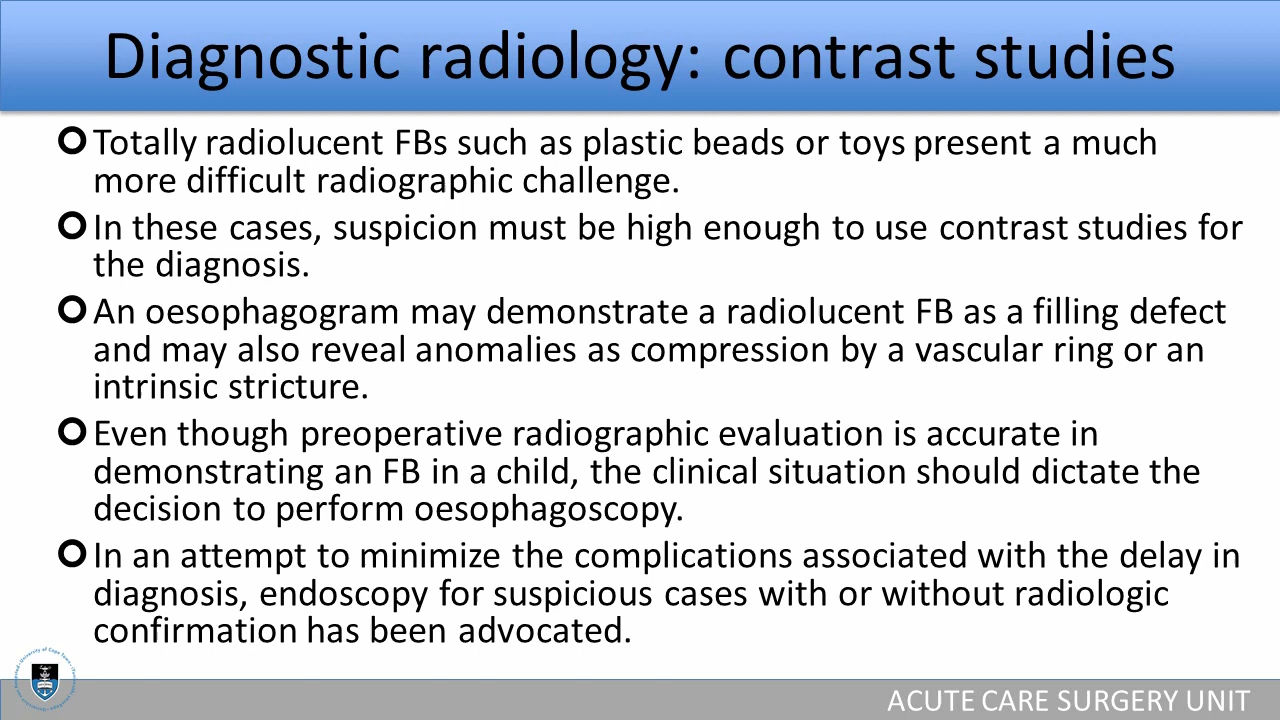 Diagnostic radiology: contrast studies
Totally radiolucent FBs such as plastic beads or toys present a much
more difficult radiographic challenge.
In these cases, suspicion must be high enough to use contrast studies for
the diagnosis.
An oesophagogram may demonstrate a radiolucent FB as a filling defect
and may also reveal anomalies as compression by a vascular ring or an
intrinsic stricture.
Even though preoperative radiographic evaluation is accurate in
demonstrating an FB in a child, the clinical situation should dictate the
decision to perform oesophagoscopy.
In an attempt to minimize the complications associated with the delay in
diagnosis, endoscopy for suspicious cases with or without radiologic
confirmation has been advocated.
University of Cape Town
ACUTE CARE SURGERY UNIT